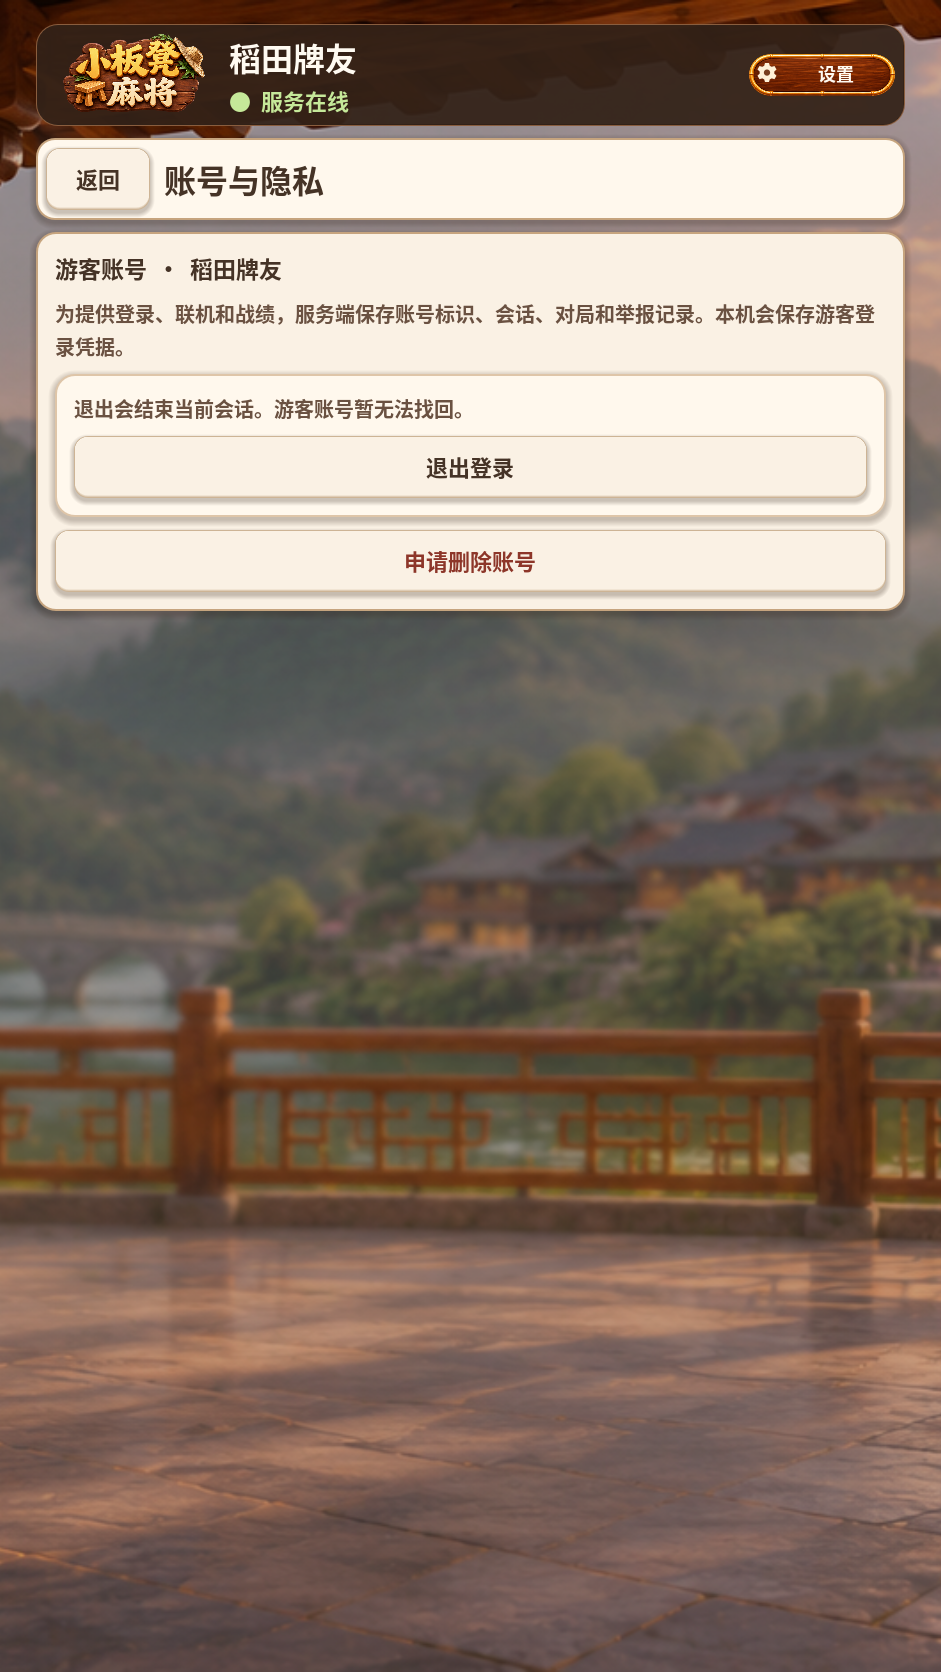 小板凳
麻将
稻田牌友
服务在线
设置
返回
账号与隐私
游客账号 · 稻田牌友
为提供登录、联机和战绩，服务端保存账号标识、会话、对局和举报记录。本机会保存游客登
录凭据。
退出会结束当前会话。游客账号暂无法找回。
退出登录
申请删除账号